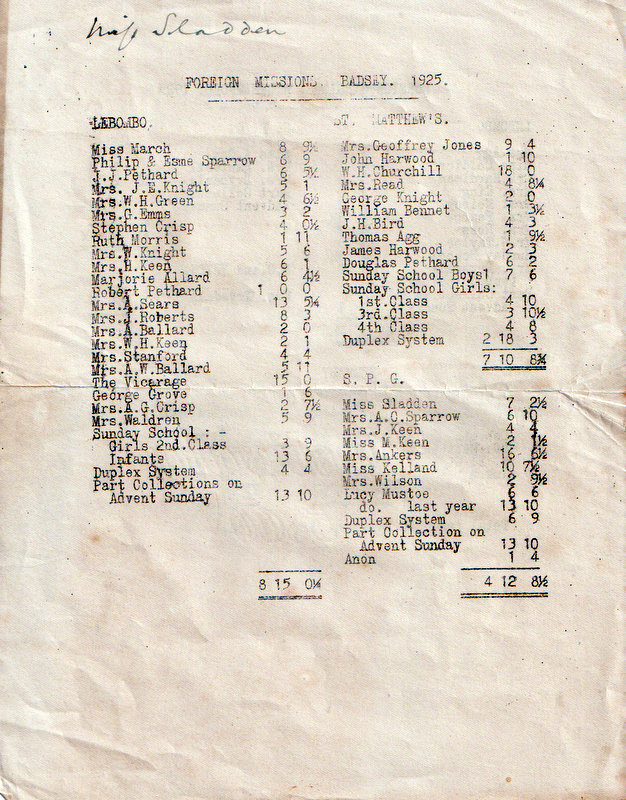 Miss Sladden
FOREIGN MISSIONS. BADSEY. 1925.
LEBOMBO.
Miss March 8 9½
Philip & Esme Sparrow 6 9
J.J.Pethard 6 5½
Mrs. J.E.Knight 5 1
Mrs.W.H.Green 4 6½
Mrs.G.Emms 3 2
Stephen Crisp 4 0½
Ruth Morris 1 11
Mrs.W.Knight 5 6
Mrs.H.Keen 6 1
Marjorie Allard 6 4½
Robert Pethard 1 0 0
Mrs.A.Sears 13 5¼
Mrs.J.Roberts 8 3
Mrs.A.Ballard 2 0
Mrs.W.H.Keen 2 1
Mrs.Stanford 4 4
Mrs.A.W.Ballard 5 11
The Vicarage 15 0
George Grove 1 6
Mrs.A.G.Crisp 2 7½
Mrs.Waldren 5 9
Sunday School : -
Girls 2nd.Class 3 9
Infants 13 6
Duplex System 4 4
Part Collections on
Advent Sunday 13 10
8 15 0¼
ST. MATTHEW'S.
Mrs.Geoffrey Jones 9 4
John Harwood 1 10
W.H.Churchill 18 0
Mrs.Read 4 8¼
George Knight 2 0
William Bennet 1 3½
J.H.Bird 4 3
Thomas Agg 1 9½
James Harwood 2 3
Douglas Pethard 6 2
Sunday School Boys1 7 6
Sunday School Girls:
1st.Class 4 10
3rd.Class 3 10½
4th Class 4 8
Duplex System 2 18 3
7 10 8¾
S. P. G.
Miss Sladden 7 2½
Mrs.A.C.Sparrow 6 10
Mrs.J.Keen 4 4
Miss M.Keen 2 1½
Mrs.Ankers 16 6½
Miss Kelland 10 7½
Mrs.Wilson 2 9½
Lucy Mustoe 6 6
do. last year 13 10
Duplex System 6 9
Part Collection on
Advent Sunday 13 10
Anon 1 4
4 12 8½